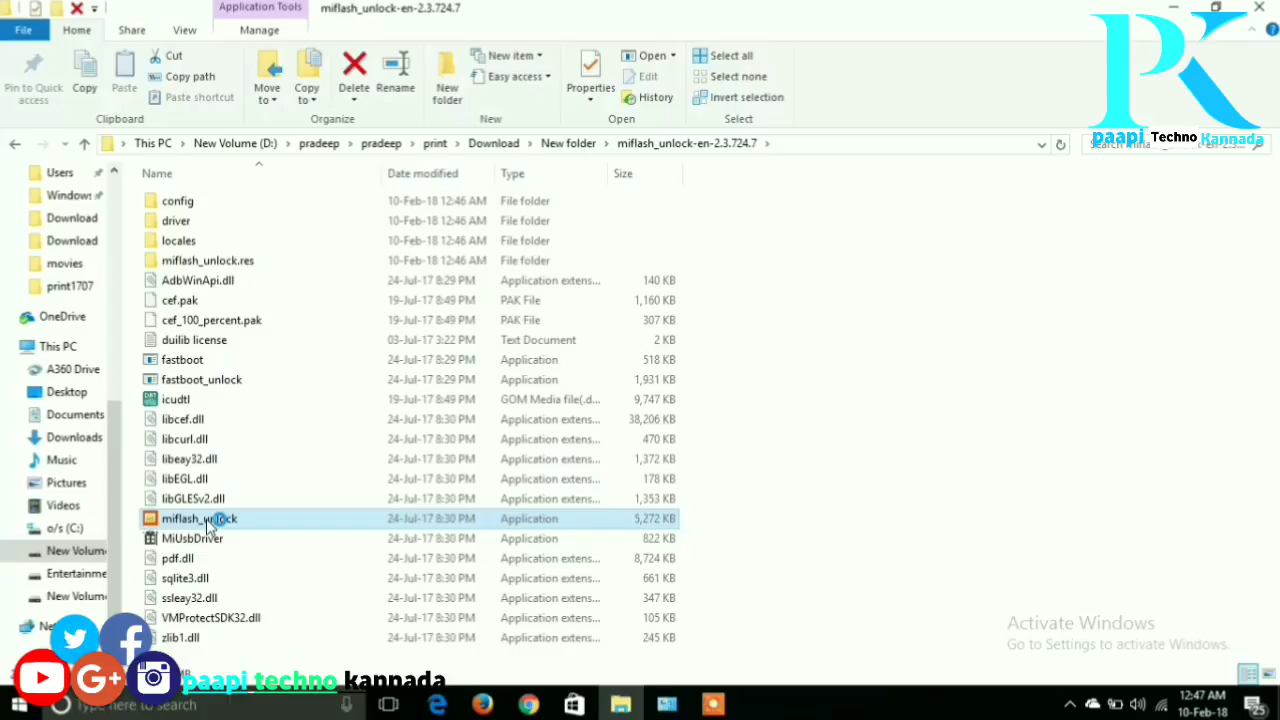 Application Tools
miflash_unlock-en-2.3.724.7
File
Home
Share
View
Manage
Pin to Quick access
Copy
Paste
Cut
Copy path
Paste shortcut
Clipboard
Move to
Copy to
Delete
Rename
Organize
New folder
New item
Easy access
New
Properties
Open
Edit
History
Open
Select all
Select none
Invert selection
Select
paapi Techno Kannada
This PC > New Volume (D:) > pradeep > pradeep > print > Download > New folder > miflash_unlock-en-2.3.724.7
Name Date modified Type Size
config 10-Feb-18 12:46 AM File folder
driver 10-Feb-18 12:46 AM File folder
locales 10-Feb-18 12:46 AM File folder
miflash_unlock.res 10-Feb-18 12:46 AM File folder
AdbWinApi.dll 24-Jul-17 8:29 PM Application extens... 140 KB
cef.pak 19-Jul-17 8:49 PM PAK File 1,160 KB
cef_100_percent.pak 19-Jul-17 8:49 PM PAK File 307 KB
duilib license 03-Jul-17 3:22 PM Text Document 2 KB
fastboot 24-Jul-17 8:29 PM Application 518 KB
fastboot_unlock 24-Jul-17 8:29 PM Application 1,931 KB
icudtl 19-Jul-17 8:49 PM GOM Media file(.d... 9,747 KB
libcef.dll 24-Jul-17 8:30 PM Application extens... 38,206 KB
libcurl.dll 24-Jul-17 8:30 PM Application extens... 470 KB
libeay32.dll 24-Jul-17 8:30 PM Application extens... 1,372 KB
libEGL.dll 24-Jul-17 8:30 PM Application extens... 178 KB
libGLESv2.dll 24-Jul-17 8:30 PM Application extens... 1,353 KB
miflash_unlock 24-Jul-17 8:30 PM Application 5,272 KB
MiUsbDriver 24-Jul-17 8:30 PM Application 822 KB
pdf.dll 24-Jul-17 8:30 PM Application extens... 8,724 KB
sqlite3.dll 24-Jul-17 8:30 PM Application extens... 661 KB
ssleay32.dll 24-Jul-17 8:30 PM Application extens... 347 KB
VMProtectSDK32.dll 24-Jul-17 8:30 PM Application extens... 105 KB
zlib1.dll 24-Jul-17 8:30 PM Application extens... 245 KB
Users
Window:
Download
Download
movies
print1707
OneDrive
This PC
A360 Drive
Desktop
Documents
Downloads
Music
Pictures
Videos
o/s (C:)
New Volum
Entertainme
New Volum
Activate Windows
Go to Settings to activate Windows.
paapi techno kannada
Type here to search
12:47 AM
10-Feb-18
25